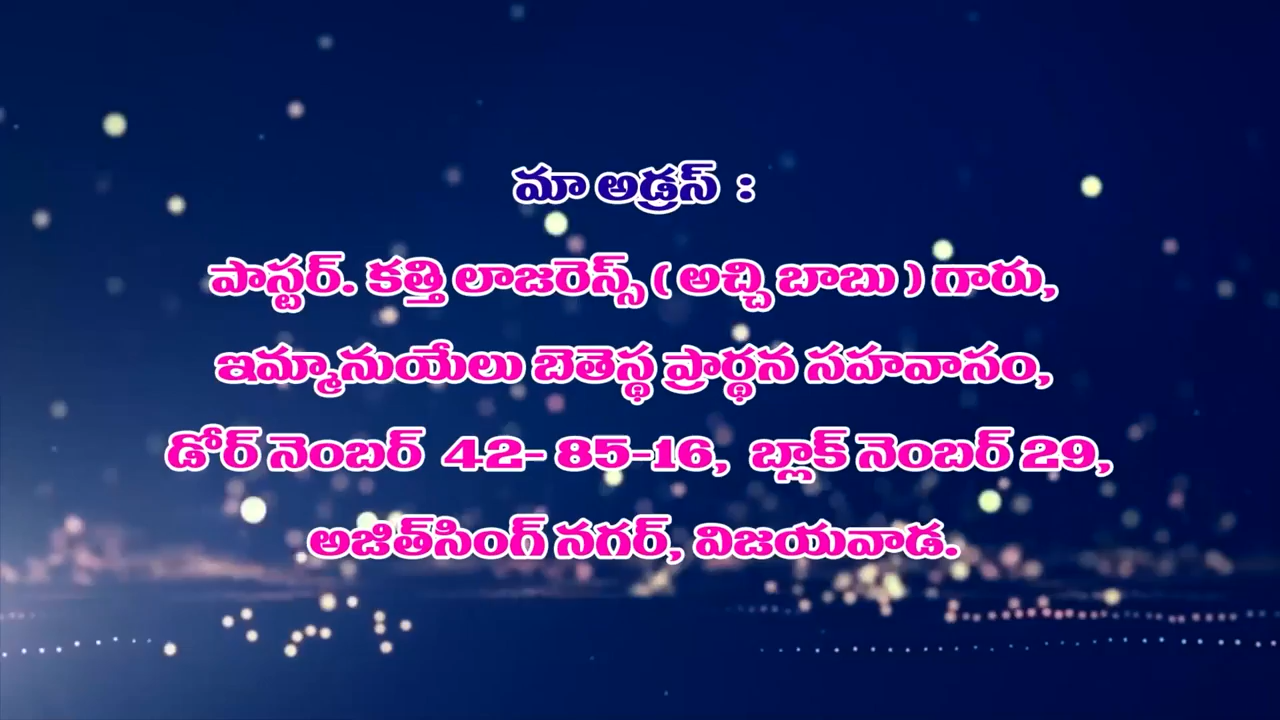 మా అడ్రస్ :
పాస్టర్. కత్తి లాజరెన్స్ ( అచ్చి బాబు ) గారు,
ఇమ్మానుయేలు బెతెస్థ ప్రార్థన సహవాసం,
డోర్ నెంబర్ 42- 85-16, బ్లాక్ నెంబర్ 29,
అజిత్‌సింగ్ నగర్, విజయవాడ.